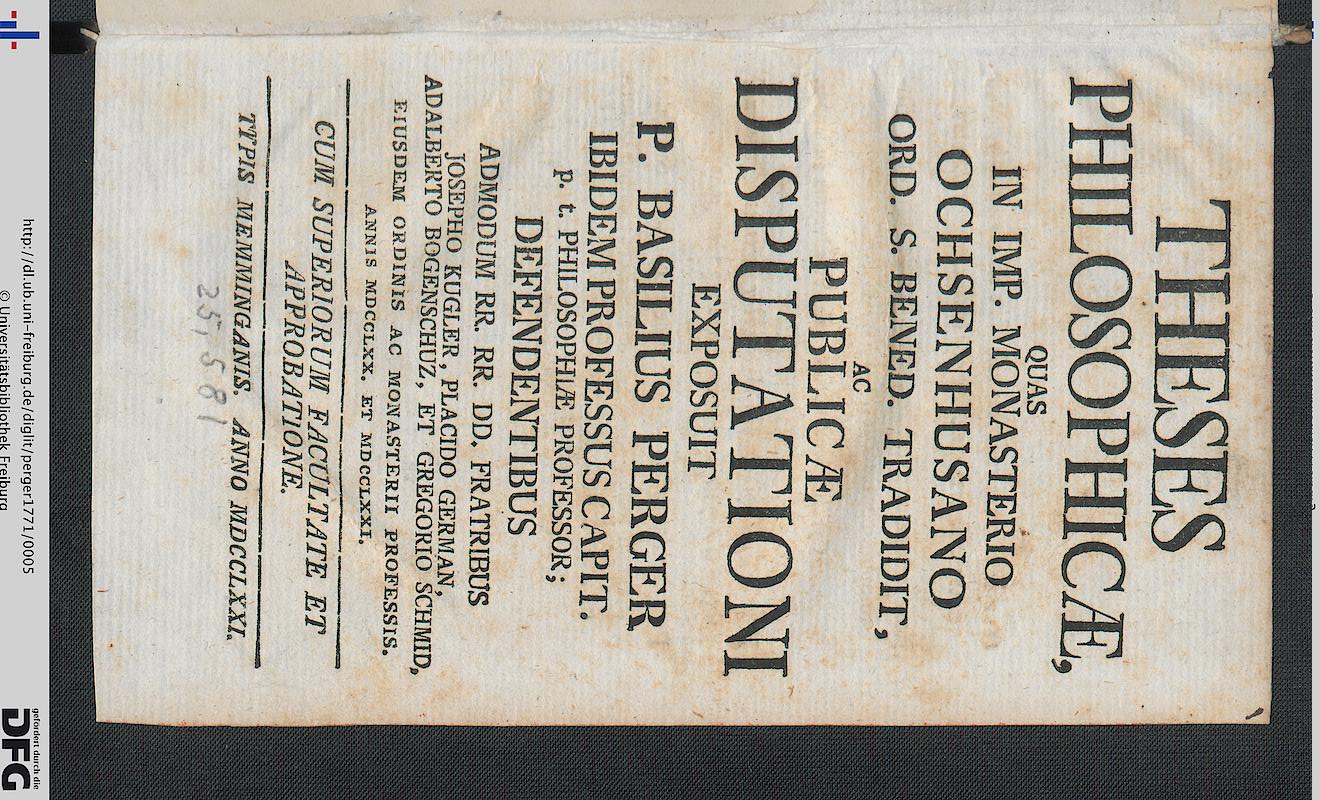 THESES
PHILOSOPHICÆ,
QUAS
IN IMP. MONASTERIO
OCHSENHUSANO
ORD. S. BENED. TRADIDIT,
AC
PUBLICÆ
DISPUTATIONI
EXPOSUIT
P. BASILIUS PERGER
IBIDEM PROFESSUS CAPIT.
p. t. PHILOSOPHIÆ PROFESSOR;
DEFENDENTIBUS
ADMODUM RR. RR. DD. FRATRIBUS
JOSEPHO KUGLER, PLACIDO GERMAN,
ADALBERTO BOGENSCHUZ, ET GREGORIO SCHMID,
EIUSDEM ORDINIS AC MONASTERII PROFESSIS.
ANNIS MDCCLXX. ET MDCCLXXI.
CUM SUPERIORUM FACULTATE ET
APPROBATIONE.
TYPIS MEMMINGANIS. ANNO MDCCLXXI.
25, 581
http://dl.ub.uni-freiburg.de/diglit/perger1771/0005
© Universitätsbibliothek Freiburg
gefördert durch die
DFG